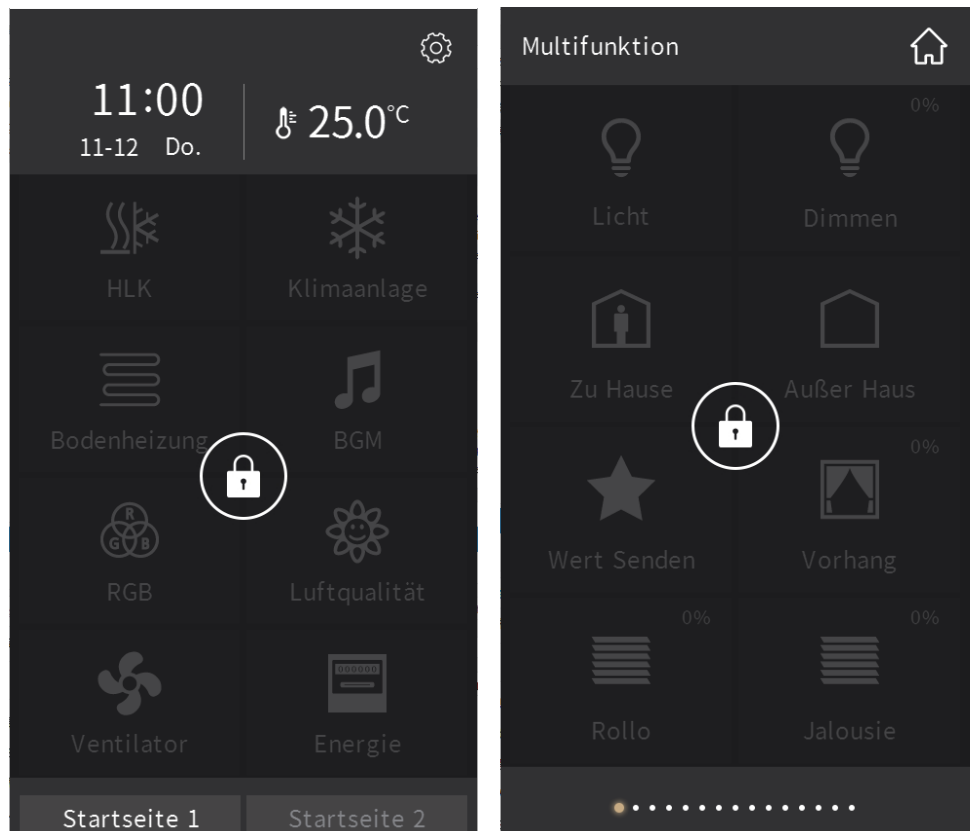 11:00
11-12 Do.
25.0°C
HLK
Klimaanlage
Bodenheizung
BGM
R
G B
RGB
Luftqualität
000000
Ventilator
Energie
Startseite 1
Startseite 2
Multifunktion
0%
Licht
Dimmen
Zu Hause
Außer Haus
0%
Wert Senden
Vorhang
0%
0%
Rollo
Jalousie